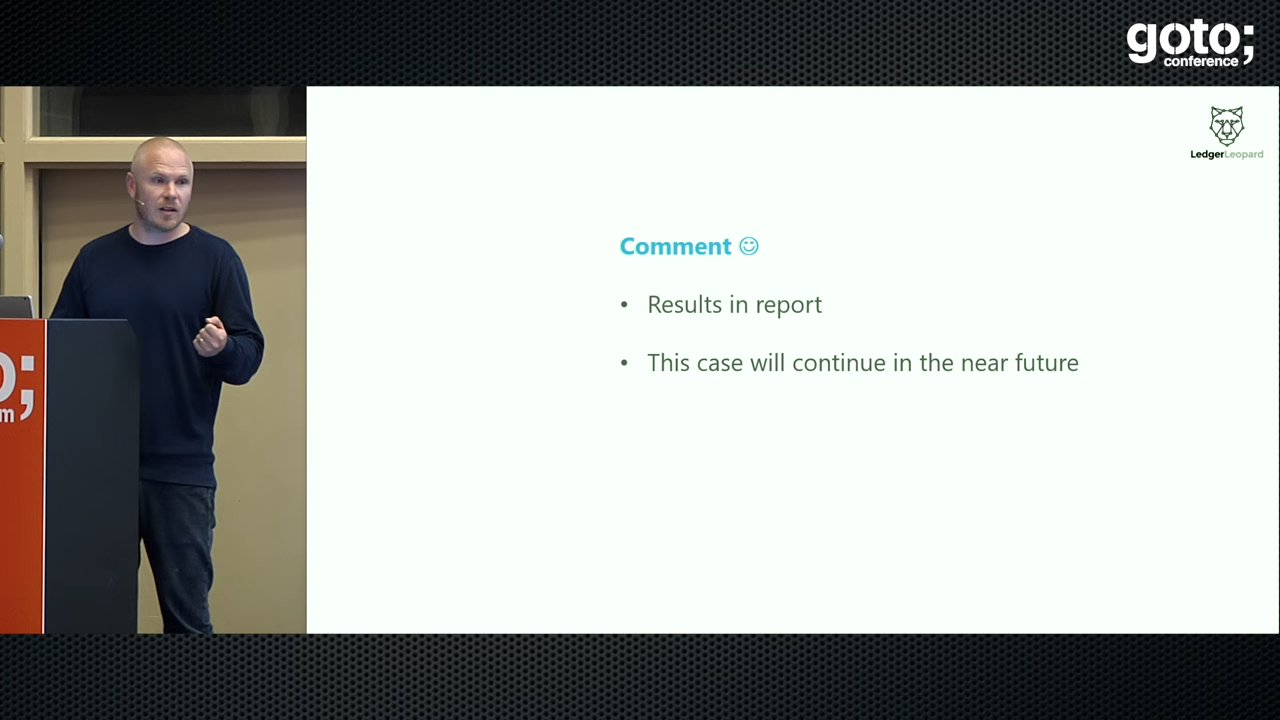 goto;
conference
LedgerLeopard
Comment ☺
• Results in report
• This case will continue in the near future
o;
m